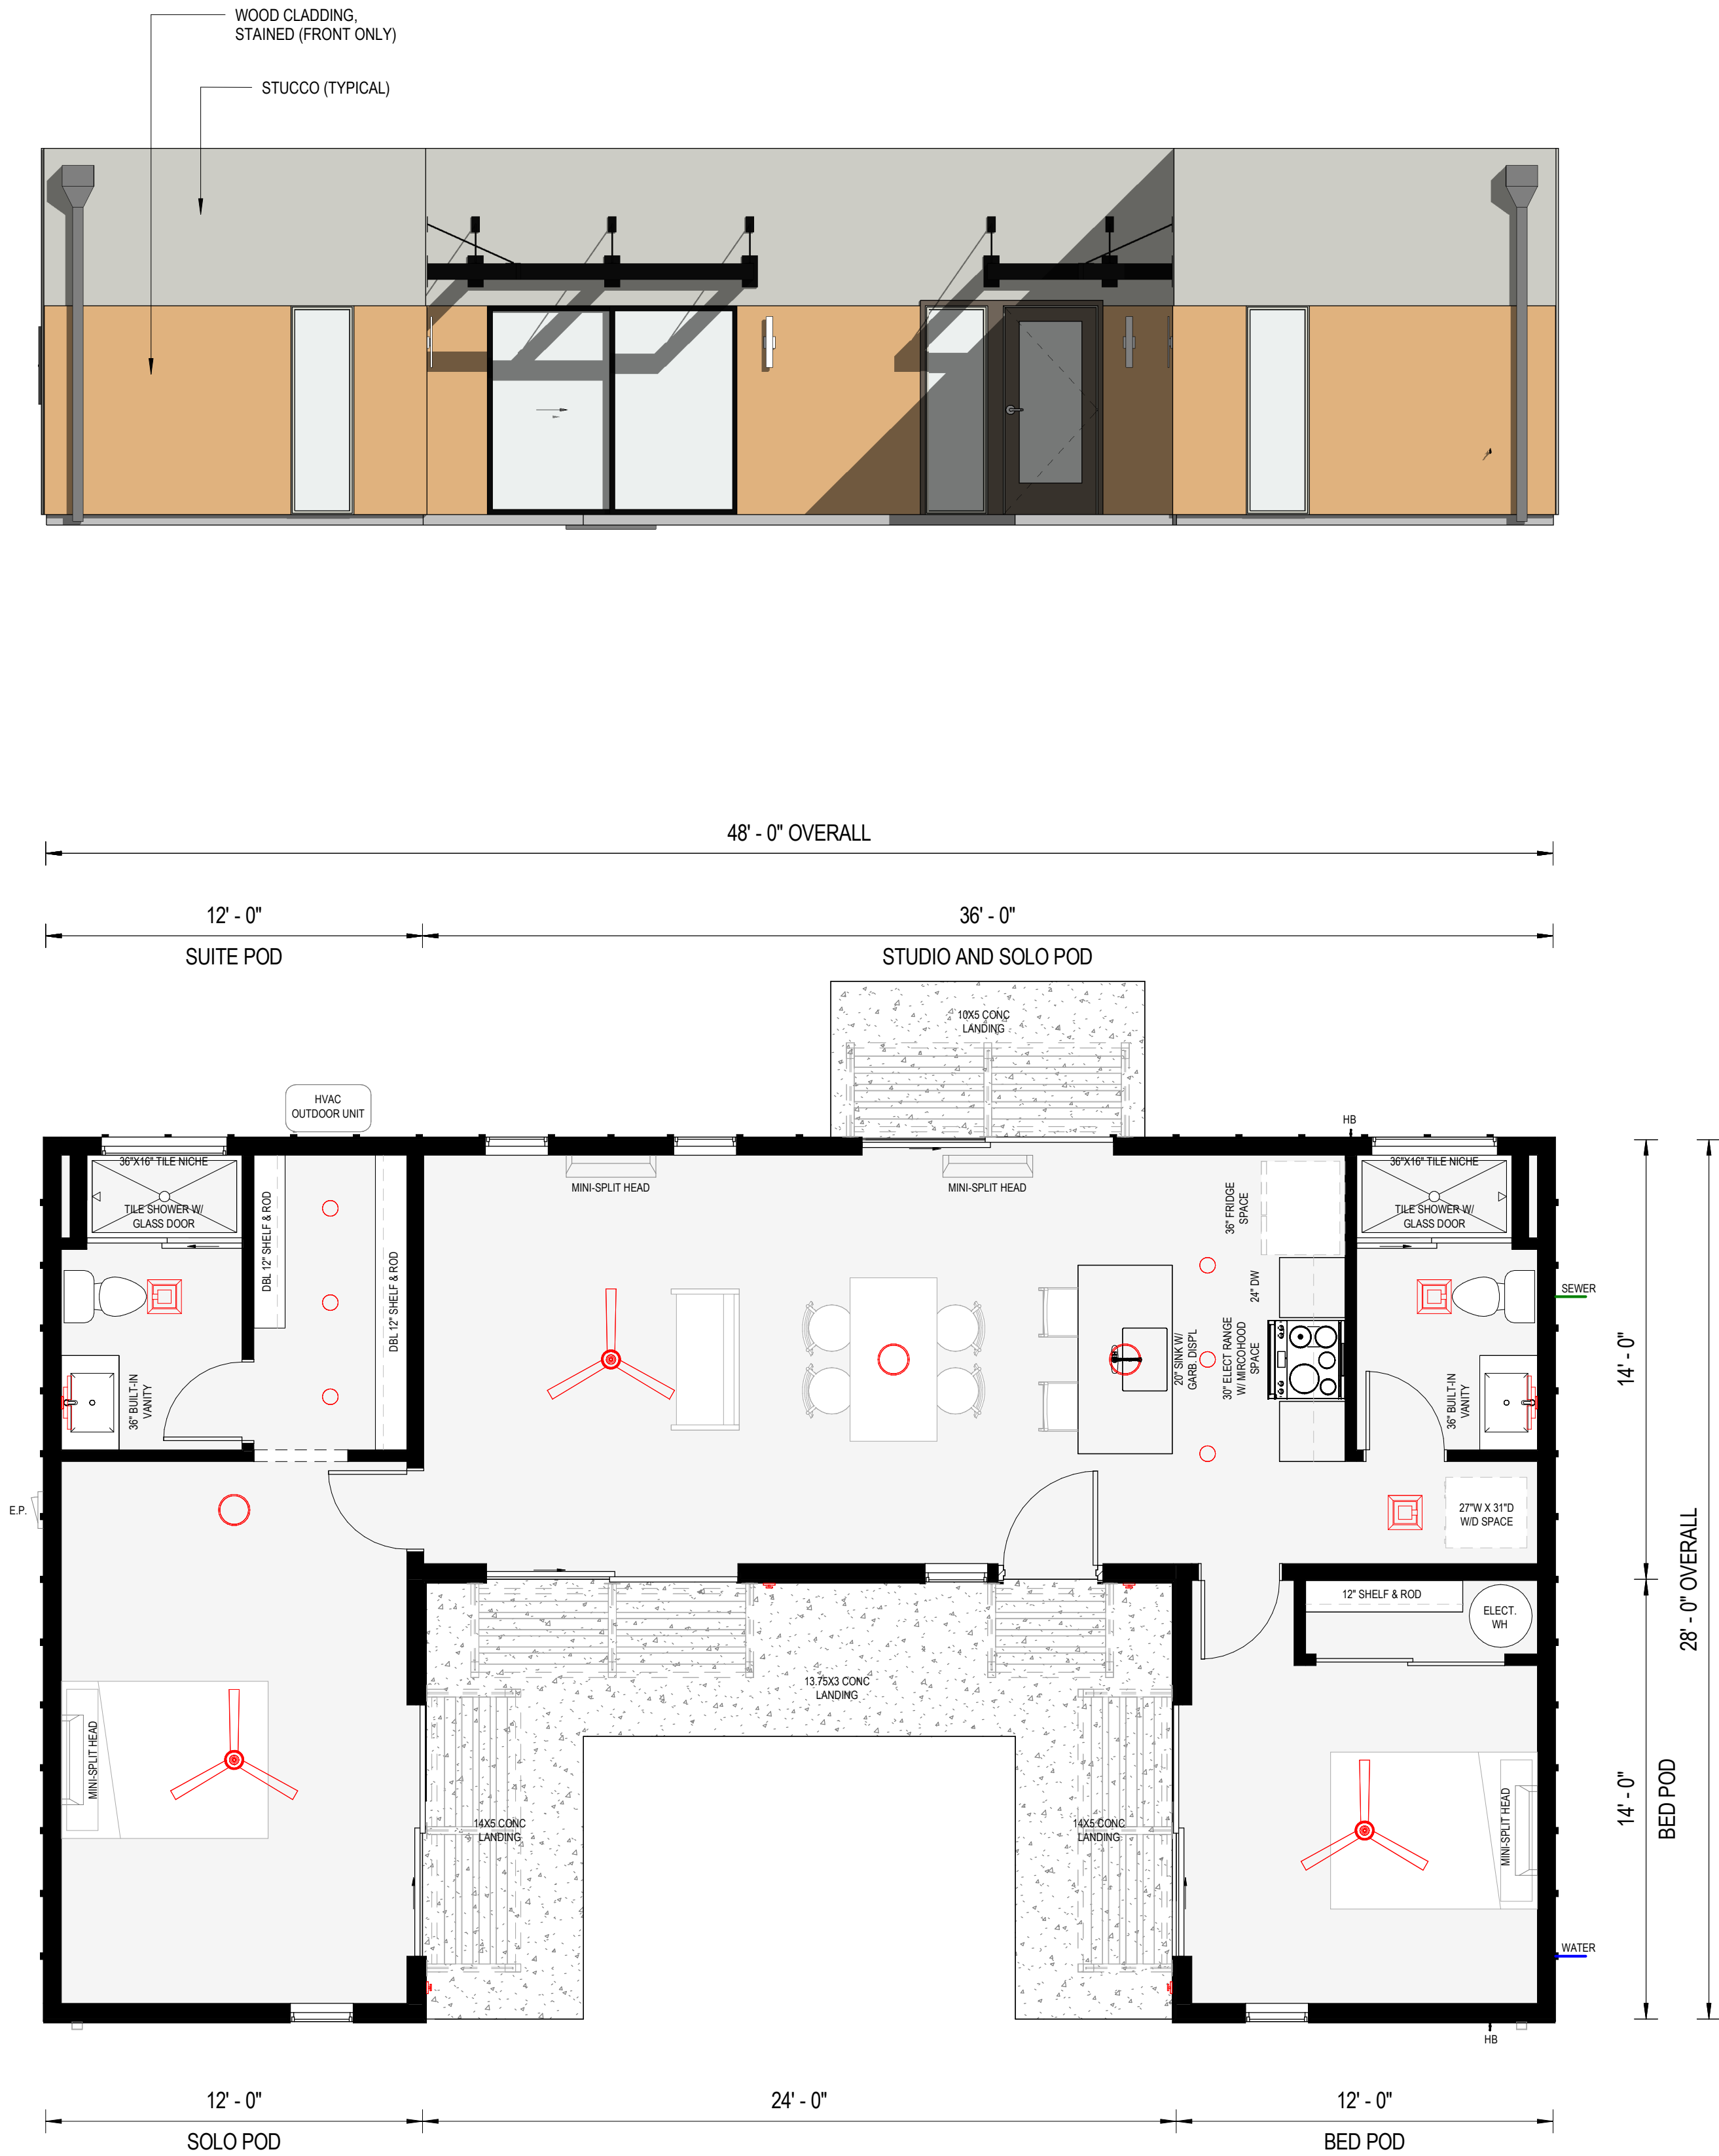 WOOD CLADDING,
STAINED (FRONT ONLY)
STUCCO (TYPICAL)
48' - 0" OVERALL
12' - 0"
36' - 0"
SUITE POD
STUDIO AND SOLO POD
10X5 CONC
LANDING
HVAC
OUTDOOR UNIT
HB
36"X16" TILE NICHE
TILE SHOWER W/
GLASS DOOR
DBL 12" SHELF & ROD
DBL 12" SHELF & ROD
36" BUILT-IN
VANITY
MINI-SPLIT HEAD
MINI-SPLIT HEAD
36" FRIDGE
SPACE
24" DW
20" SINK W/
GARB. DISP'L
30" ELECT RANGE
W/ MIRCOHOOD
SPACE
36"X16" TILE NICHE
TILE SHOWER W/
GLASS DOOR
36" BUILT-IN
VANITY
SEWER
14' - 0"
E.P.
27"W X 31"D
W/D SPACE
28' - 0" OVERALL
12" SHELF & ROD
ELECT.
WH
13.75X3 CONC
LANDING
MINI-SPLIT HEAD
14X5 CONC
LANDING
14X5 CONC
LANDING
MINI-SPLIT HEAD
14' - 0"
BED POD
WATER
HB
12' - 0"
24' - 0"
12' - 0"
SOLO POD
BED POD